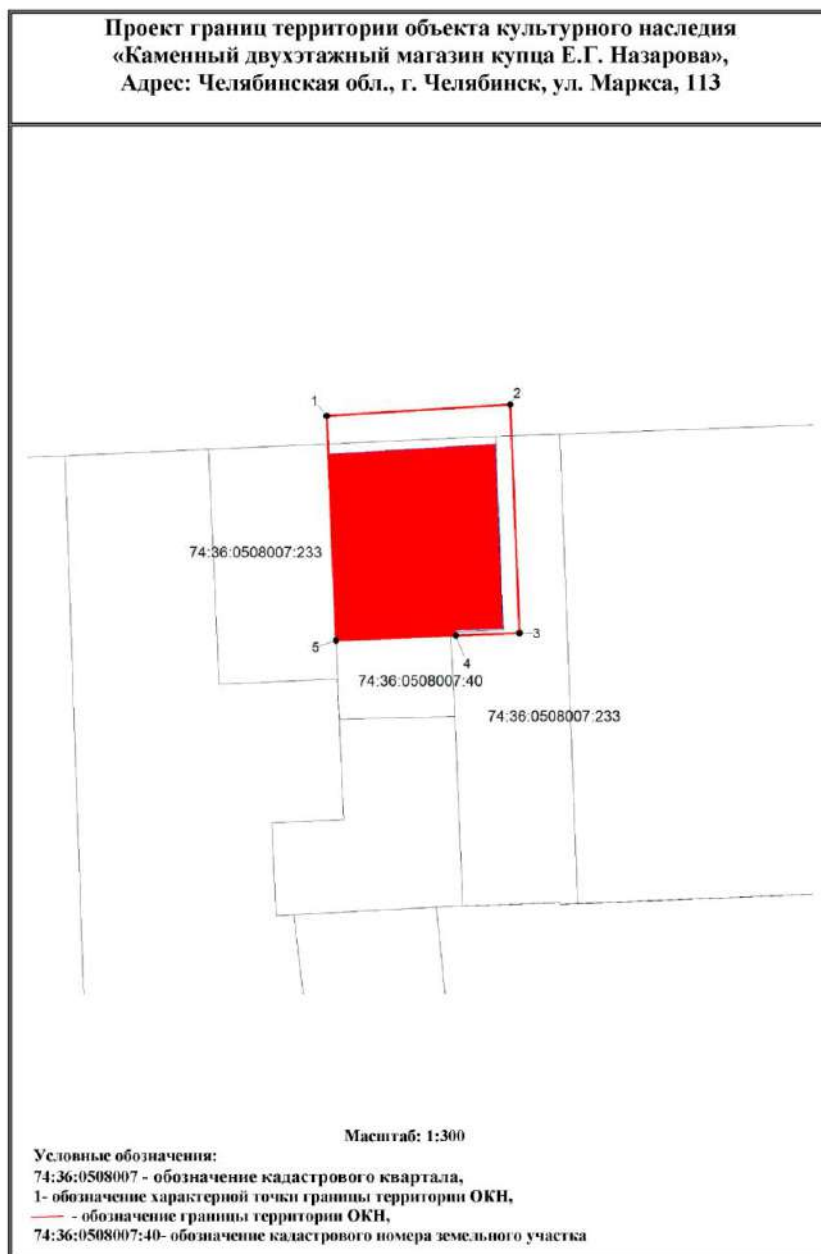 Проект границ территории объекта культурного наследия
«Каменный двухэтажный магазин купца Е.Г. Назарова»,
Адрес: Челябинская обл., г. Челябинск, ул. Маркса, 113
1
2
74:36:0508007:233
5
3
4
74:36:0508007:40
74:36:0508007:233
Масштаб: 1:300
Условные обозначения:
74:36:0508007 - обозначение кадастрового квартала,
1- обозначение характерной точки границы территории ОКН,
- обозначение границы территории ОКН,
74:36:0508007:40- обозначение кадастрового номера земельного участка